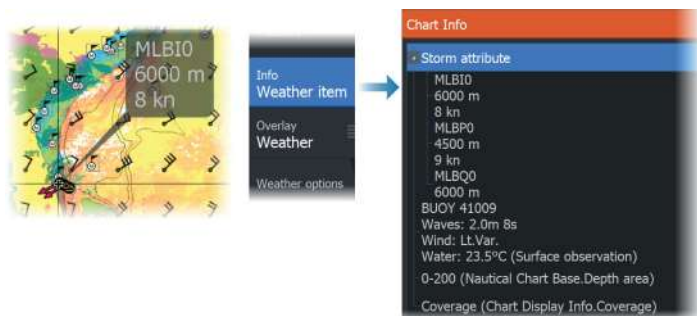 MLBI0
6000 m
8 kn
Info
Weather item
Overlay
Weather
Weather options
Chart Info
Storm attribute
MLBI0
6000 m
8 kn
MLBP0
4500 m
9 kn
MLBQ0
6000 m
BUOY 41009
Waves: 2.0m 8s
Wind: Lt.Var.
Water: 23.5ºC (Surface observation)
0-200 (Nautical Chart Base.Depth area)
Coverage (Chart Display Info.Coverage)